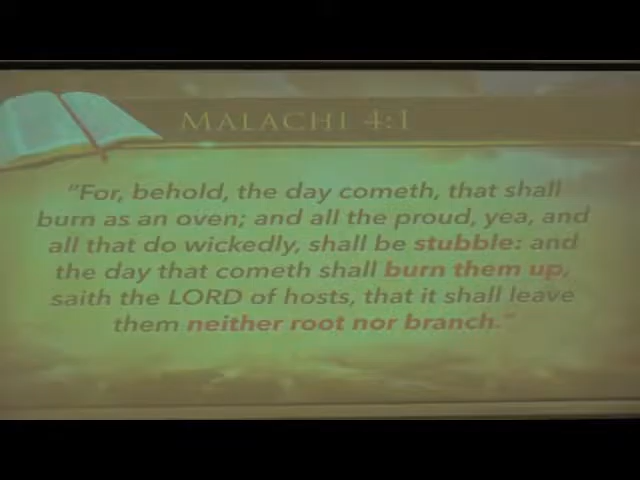 MALACHI 4:1
"For, behold, the day cometh, that shall
burn as an oven; and all the proud, yea, and
all that do wickedly, shall be stubble: and
the day that cometh shall burn them up,
saith the LORD of hosts, that it shall leave
them neither root nor branch."